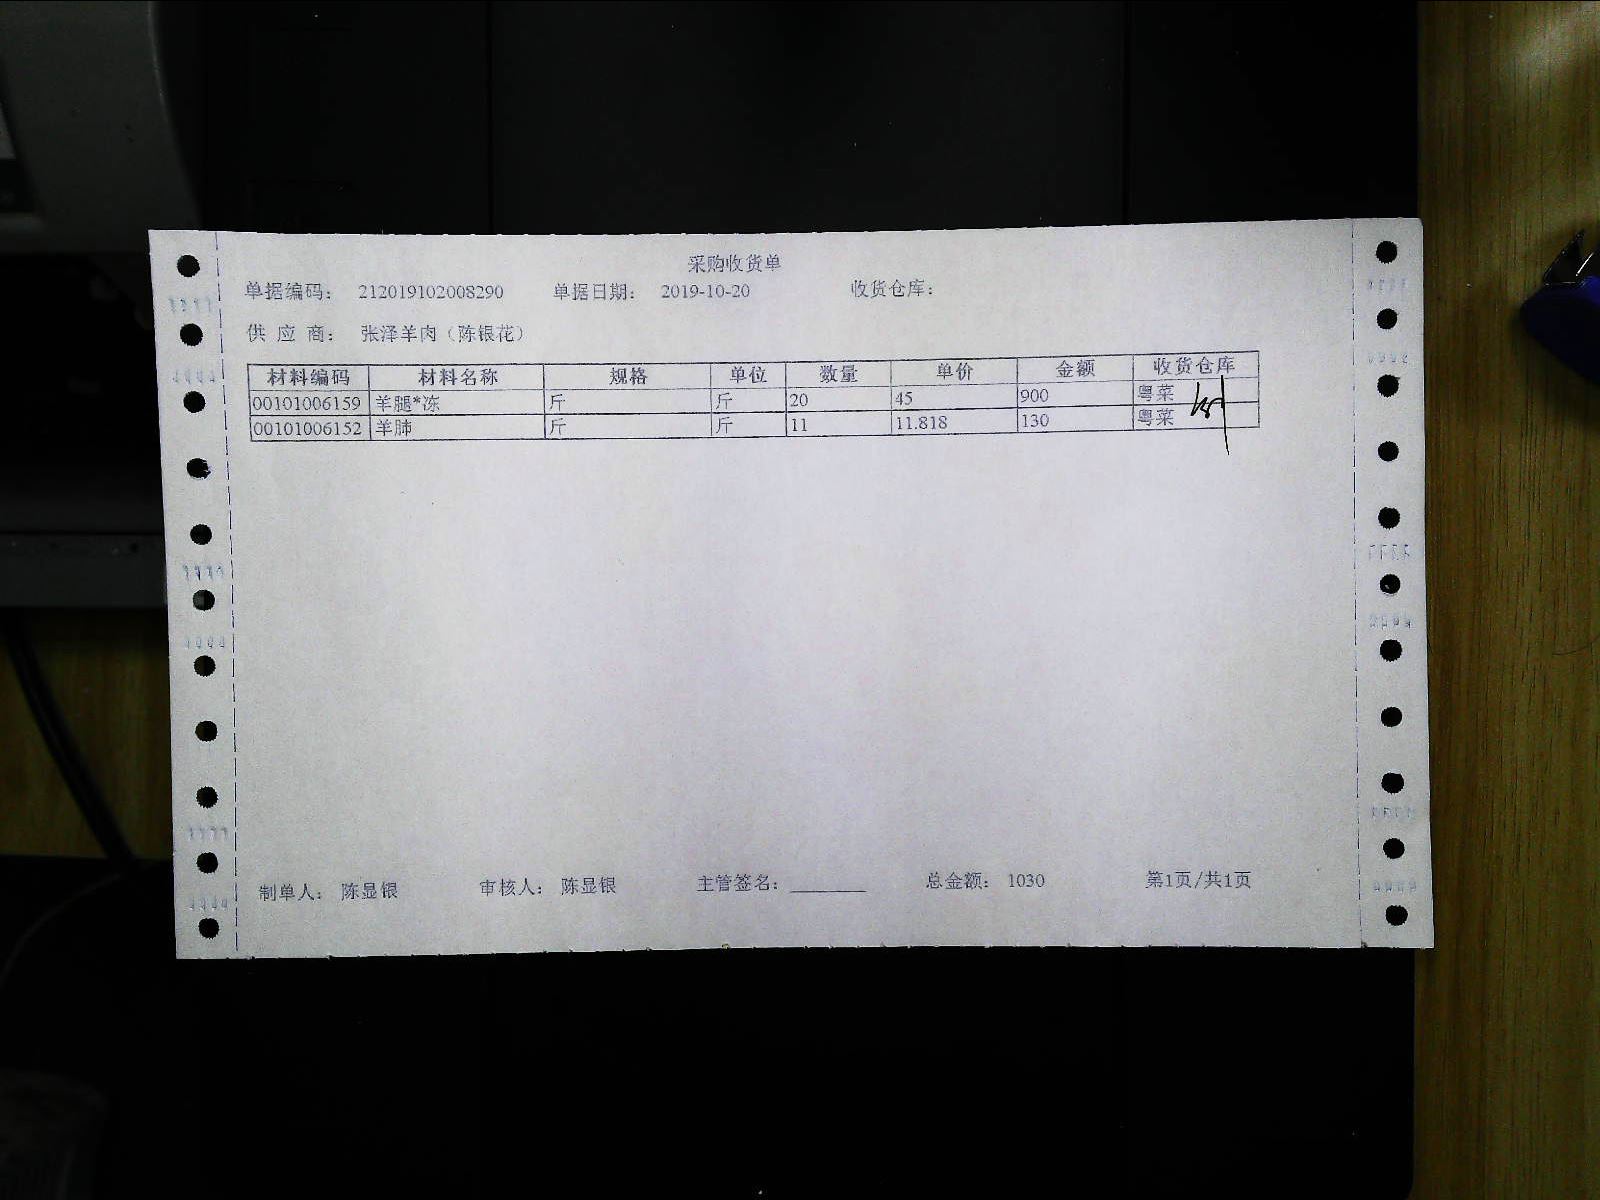 采购收货单
单据编码： 212019102008290 单据日期： 2019-10-20 收货仓库：
供 应 商： 张泽羊肉（陈银花）
材料编码 材料名称 规格 单位 数量 单价 金额 收货仓库
00101006159 羊腿*冻 斤 斤 20 45 900 粤菜
00101006152 羊肺 斤 斤 11 11.818 130 粤菜
制单人： 陈显银 审核人： 陈显银 主管签名：________ 总金额： 1030 第1页/共1页